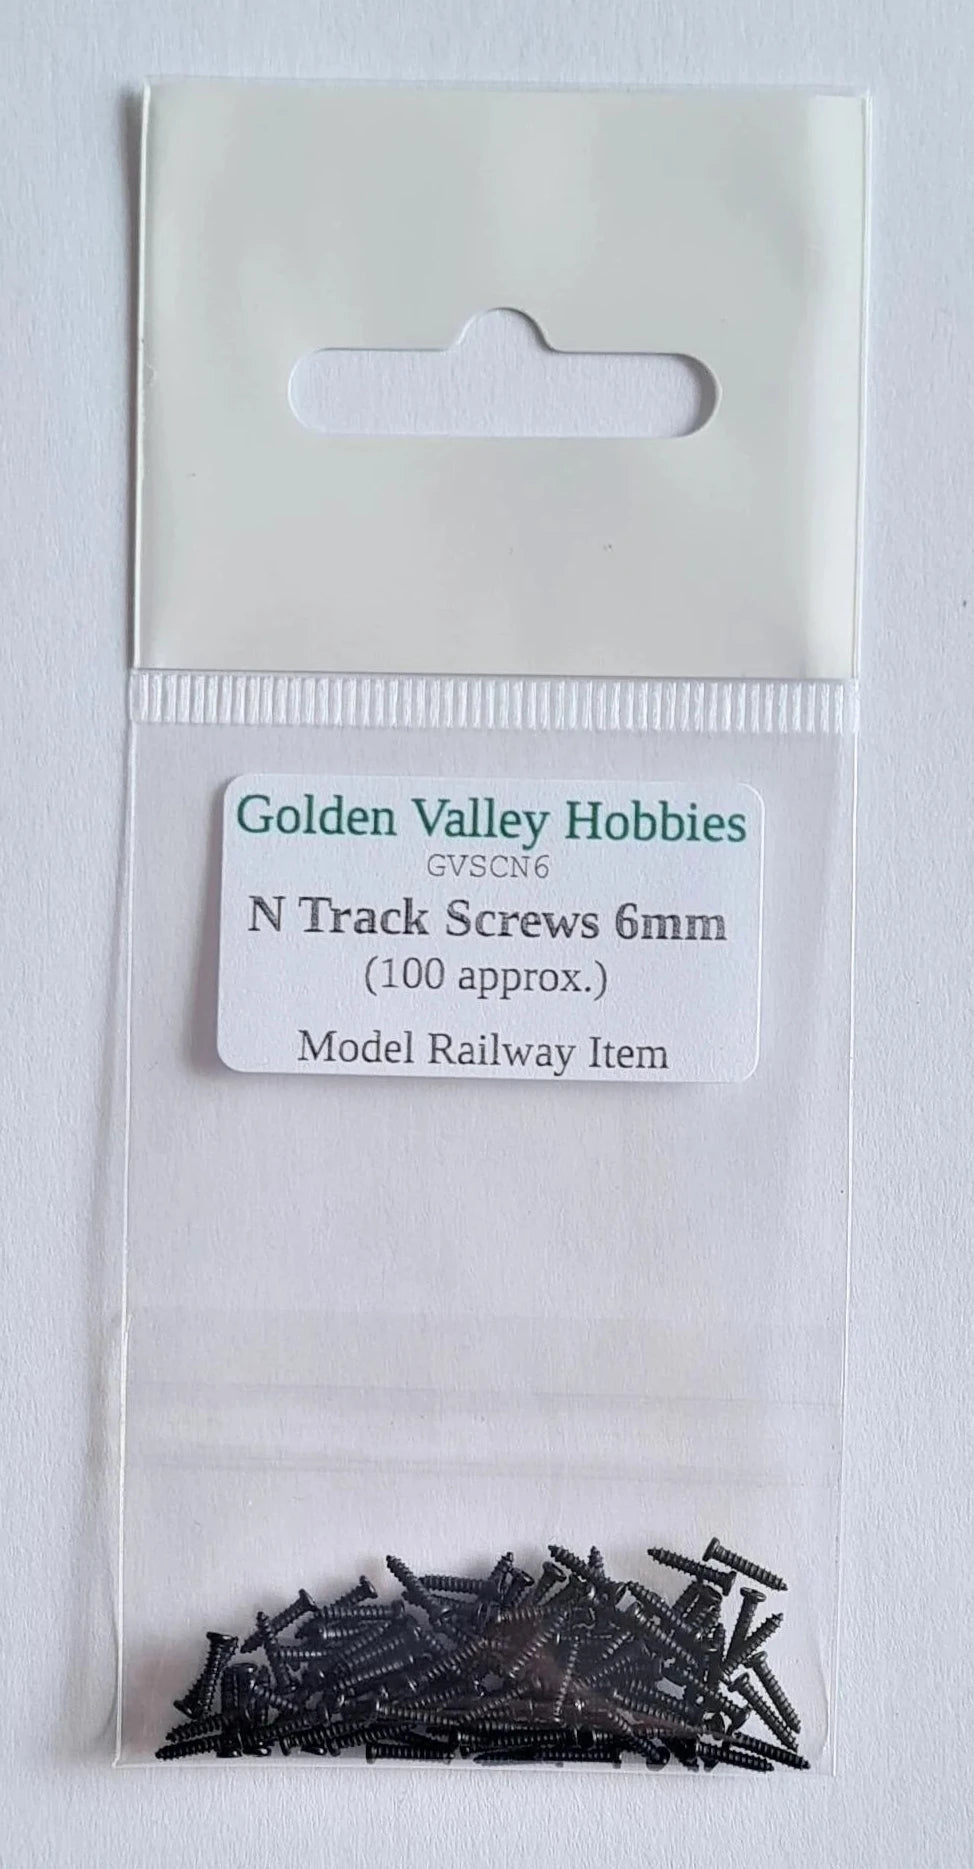 Golden Valley Hobbies
GVSCN6
N Track Screws 6mm
(100 approx.)
Model Railway Item